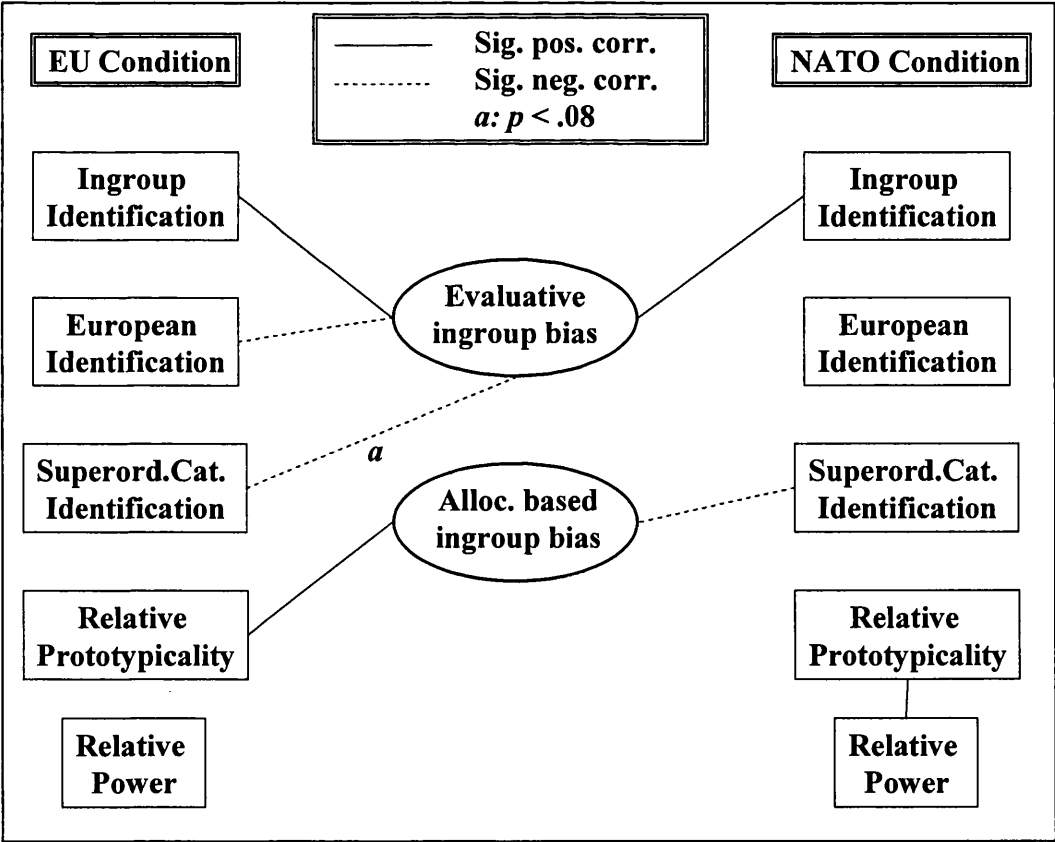 EU Condition
Sig. pos. corr.
Sig. neg. corr.
a: p < .08
NATO Condition
Ingroup
Identification
European
Identification
Superord.Cat.
Identification
Relative
Prototypicality
Relative
Power
Evaluative
ingroup bias
a
Alloc. based
ingroup bias
Ingroup
Identification
European
Identification
Superord.Cat.
Identification
Relative
Prototypicality
Relative
Power